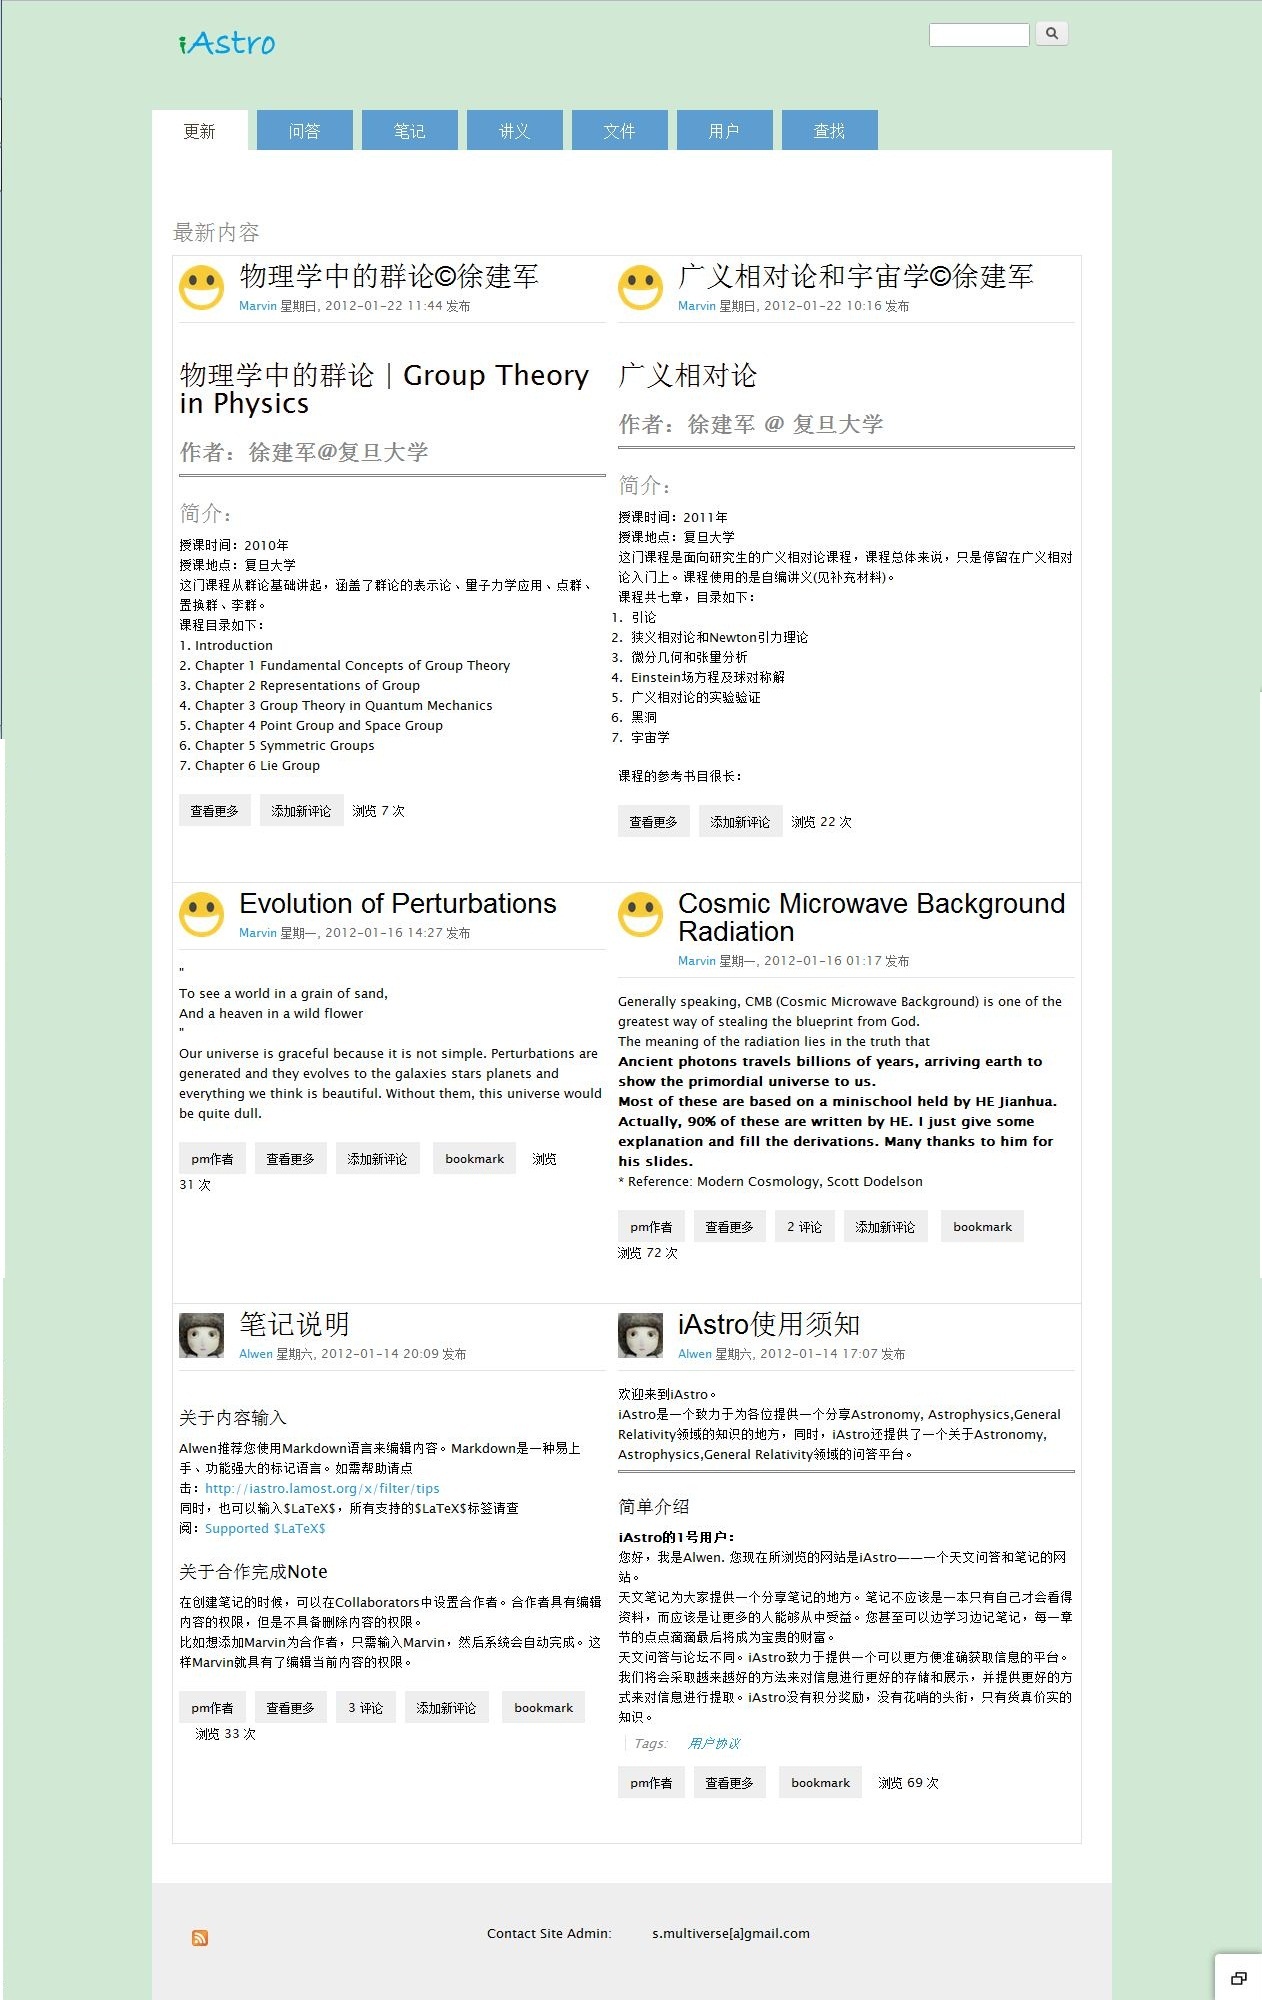 iAstro
更新 问答 笔记 讲义 文件 用户 查找
最新内容
物理学中的群论©徐建军
Marvin 星期日, 2012-01-22 11:44 发布
物理学中的群论 | Group Theory
in Physics
作者：徐建军@复旦大学
简介：
授课时间：2010年
授课地点：复旦大学
这门课程从群论基础讲起，涵盖了群论的表示论、量子力学应用、点群、
置换群、李群。
课程目录如下：
1. Introduction
2. Chapter 1 Fundamental Concepts of Group Theory
3. Chapter 2 Representations of Group
4. Chapter 3 Group Theory in Quantum Mechanics
5. Chapter 4 Point Group and Space Group
6. Chapter 5 Symmetric Groups
7. Chapter 6 Lie Group
查看更多 添加新评论 浏览 7 次
广义相对论和宇宙学©徐建军
Marvin 星期日, 2012-01-22 10:16 发布
广义相对论
作者：徐建军 @ 复旦大学
简介：
授课时间：2011年
授课地点：复旦大学
这门课程是面向研究生的广义相对论课程，课程总体来说，只是停留在广义相对
论入门上。课程使用的是自编讲义(见补充材料)。
课程共七章，目录如下：
1. 引论
2. 狭义相对论和Newton引力理论
3. 微分几何和张量分析
4. Einstein场方程及球对称解
5. 广义相对论的实验验证
6. 黑洞
7. 宇宙学
课程的参考书目很长：
查看更多 添加新评论 浏览 22 次
Evolution of Perturbations
Marvin 星期一, 2012-01-16 14:27 发布
"
To see a world in a grain of sand,
And a heaven in a wild flower
"
Our universe is graceful because it is not simple. Perturbations are
generated and they evolves to the galaxies stars planets and
everything we think is beautiful. Without them, this universe would
be quite dull.
pm作者 查看更多 添加新评论 bookmark 浏览
31 次
Cosmic Microwave Background
Radiation
Marvin 星期一, 2012-01-16 01:17 发布
Generally speaking, CMB (Cosmic Microwave Background) is one of the
greatest way of stealing the blueprint from God.
The meaning of the radiation lies in the truth that
Ancient photons travels billions of years, arriving earth to
show the primordial universe to us.
Most of these are based on a minischool held by HE Jianhua.
Actually, 90% of these are written by HE. I just give some
explanation and fill the derivations. Many thanks to him for
his slides.
* Reference: Modern Cosmology, Scott Dodelson
pm作者 查看更多 2 评论 添加新评论 bookmark
浏览 72 次
笔记说明
Alwen 星期六, 2012-01-14 20:09 发布
关于内容输入
Alwen推荐您使用Markdown语言来编辑内容。Markdown是一种易上
手、功能强大的标记语言。如需帮助请点
击：http://iastro.lamost.org/x/filter/tips
同时，也可以输入$LaTeX$，所有支持的$LaTeX$标签请查
阅：Supported $LaTeX$
关于合作完成Note
在创建笔记的时候，可以在Collaborators中设置合作者。合作者具有编辑
内容的权限，但是不具备删除内容的权限。
比如想添加Marvin为合作者，只需输入Marvin，然后系统会自动完成。这
样Marvin就具有了编辑当前内容的权限。
pm作者 查看更多 3 评论 添加新评论 bookmark
浏览 33 次
iAstro使用须知
Alwen 星期六, 2012-01-14 17:07 发布
欢迎来到iAstro。
iAstro是一个致力于为各位提供一个分享Astronomy, Astrophysics,General
Relativity领域的知识的地方，同时，iAstro还提供了一个关于Astronomy,
Astrophysics,General Relativity领域的问答平台。
简单介绍
iAstro的1号用户：
您好，我是Alwen. 您现在所浏览的网站是iAstro——一个天文问答和笔记的网
站。
天文笔记为大家提供一个分享笔记的地方。笔记不应该是一本只有自己才会看得
资料，而应该是让更多的人能够从中受益。您甚至可以边学习边记笔记，每一章
节的点点滴滴最后将成为宝贵的财富。
天文问答与论坛不同。iAstro致力于提供一个可以更方便准确获取信息的平台。
我们将会采取越来越好的方法来对信息进行更好的存储和展示，并提供更好的方
式来对信息进行提取。iAstro没有积分奖励，没有花哨的头衔，只有货真价实的
知识。
Tags: 用户协议
pm作者 查看更多 bookmark 浏览 69 次
Contact Site Admin: s.multiverse[a]gmail.com